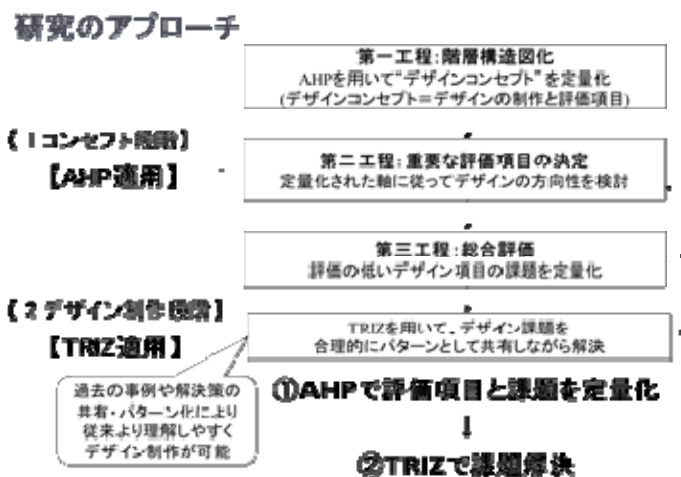 研究のアプローチ
第一工程:階層構造図化
AHPを用いて“デザインコンセプト”を定量化
(デザインコンセプト=デザインの制作と評価項目)
【1コンセプト段階】
【AHP適用】
第二工程:重要な評価項目の決定
定量化された軸に従ってデザインの方向性を検討
第三工程:総合評価
評価の低いデザイン項目の課題を定量化
【2デザイン制作段階】
【TRIZ適用】
TRIZを用いて、デザイン課題を
合理的にパターンとして共有しながら解決
過去の事例や解決策の
共有・パターン化により
従来より理解しやすく
デザイン制作が可能
①AHPで評価項目と課題を定量化
↓
②TRIZで課題解決